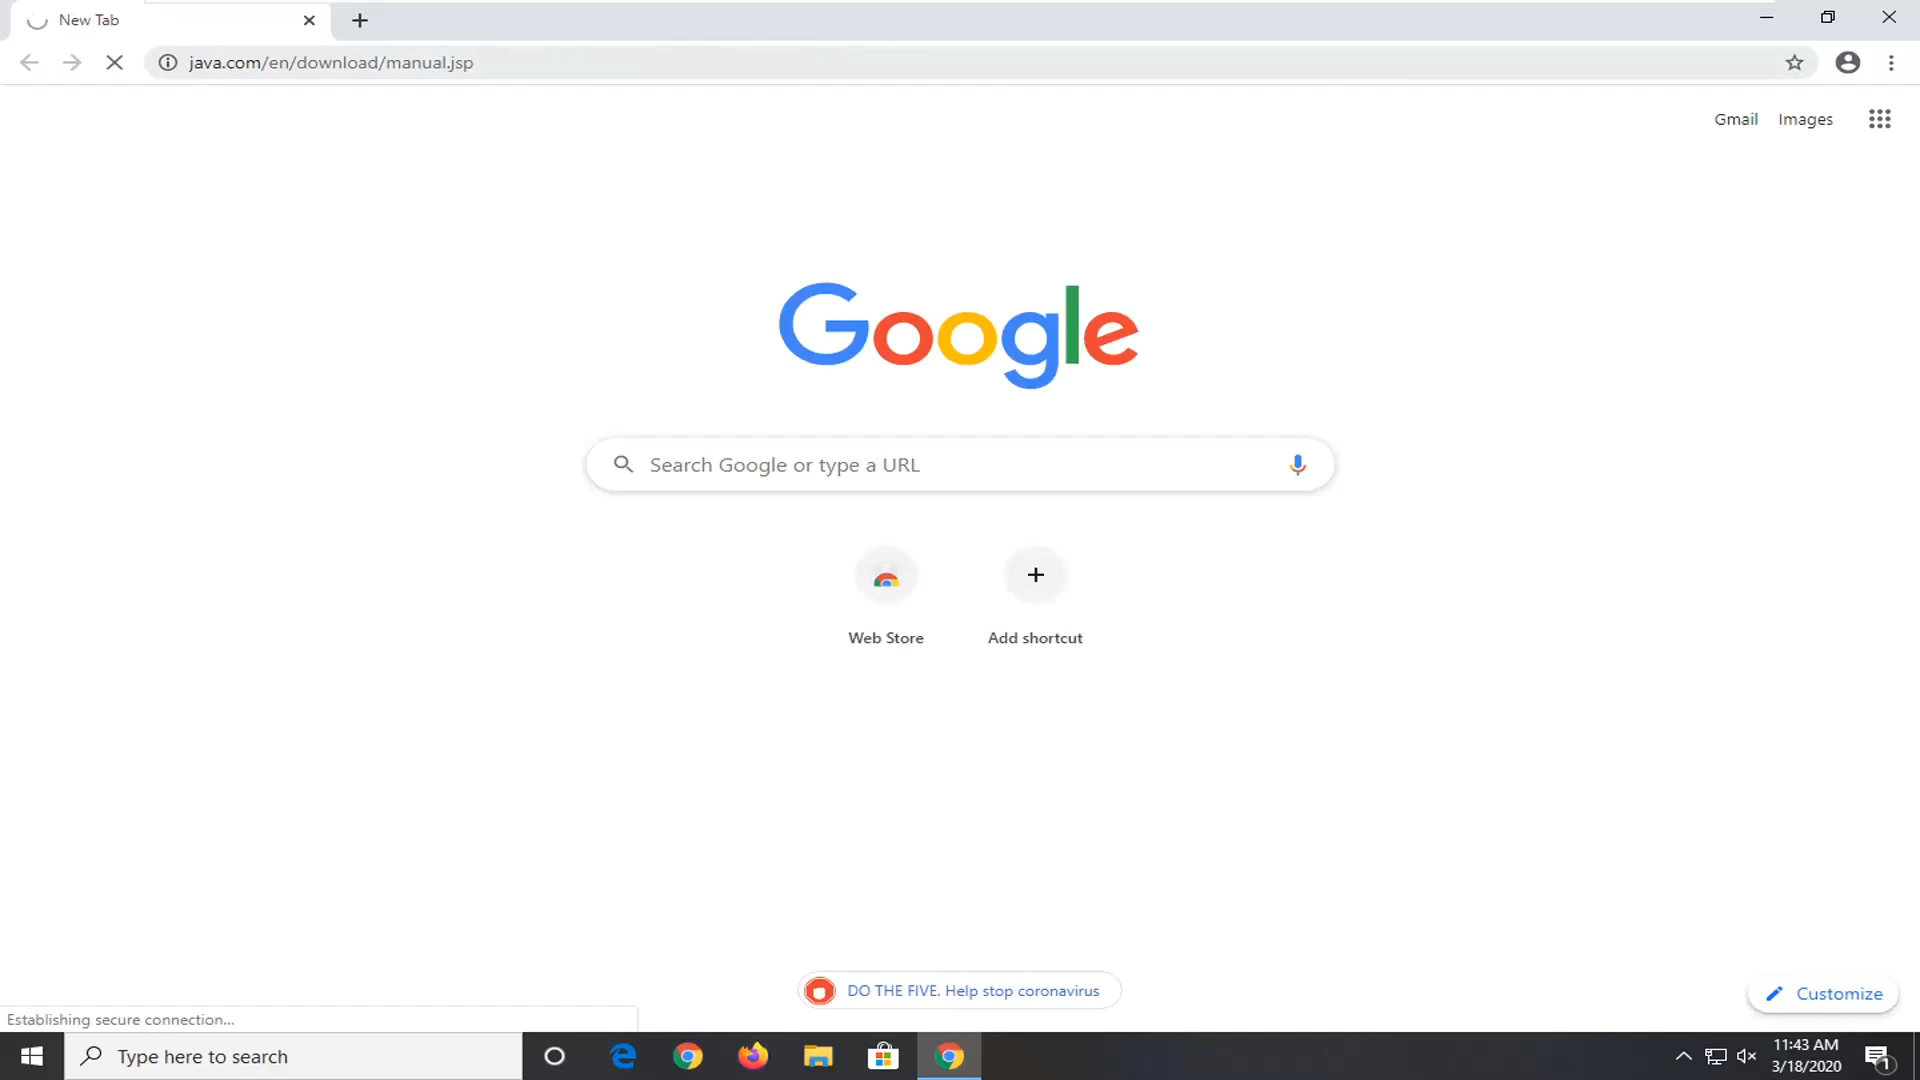 New Tab
java.com/en/download/manual.jsp
Gmail Images
Google
Search Google or type a URL
Web Store Add shortcut
DO THE FIVE. Help stop coronavirus
Customize
Establishing secure connection...
Type here to search
11:43 AM
3/18/2020
1